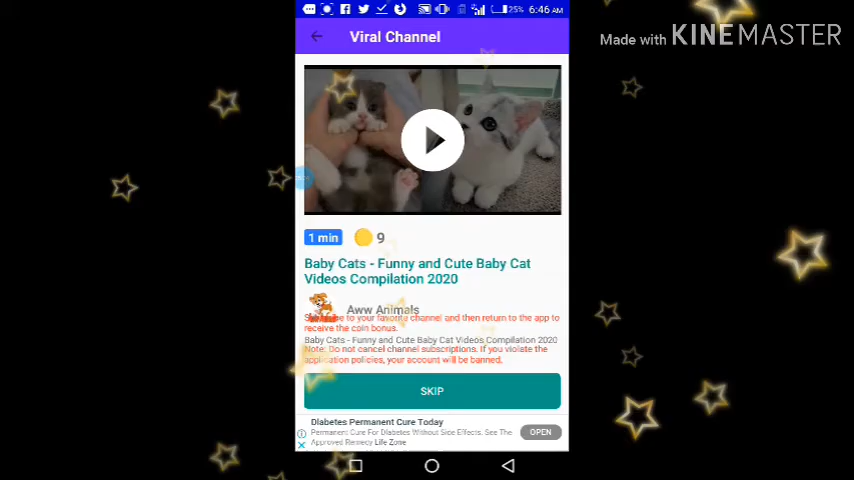 25% 6:46 AM
Made with KINEMASTER
Viral Channel
1 min 9
Baby Cats - Funny and Cute Baby Cat
Videos Compilation 2020
Aww Animals
to your favorite channel and then return to the app to
receive the coin bonus.
Baby Cats - Funny and Cute Baby Cat Videos Compilation 2020
Note: Do not cancel channel subscriptions. If you violate the
application policies, your account will be banned.
SKIP
Diabetes Permanent Cure Today
Permanent Cure For Diabetes Without Side Effects, See The
Approved Remedy Life Zone
OPEN